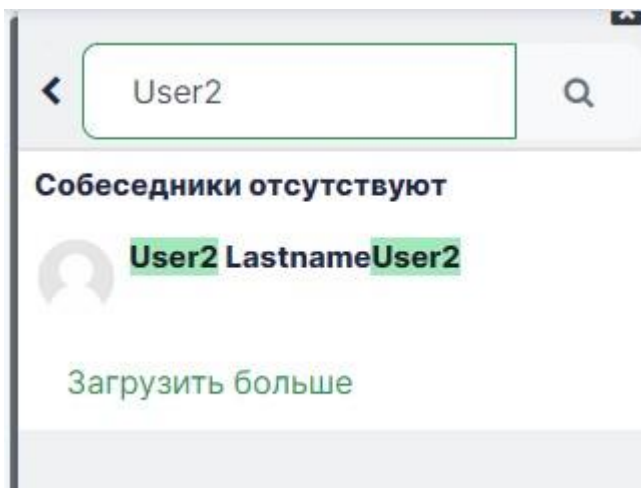 User2
Собеседники отсутствуют
User2 LastnameUser2
Загрузить больше